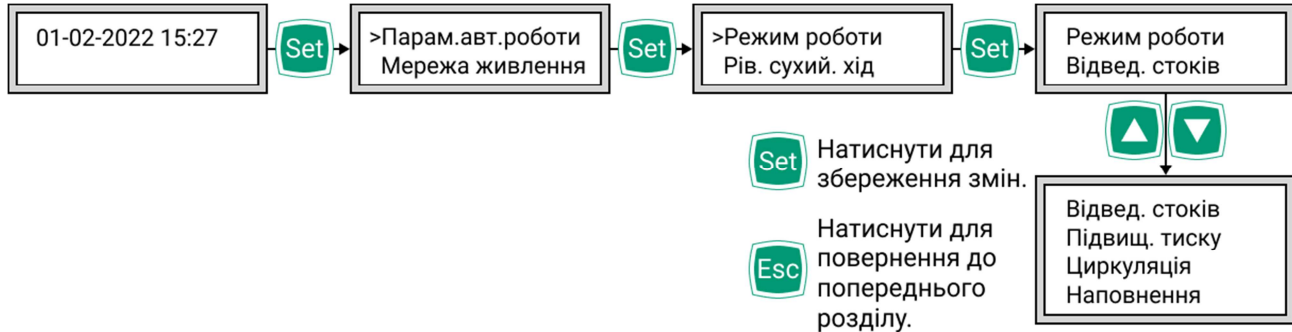 01-02-2022 15:27
Set
>Парам.авт.роботи
Мережа живлення
Set
>Режим роботи
Рів. сухий. хід
Set
Режим роботи
Відвед. стоків
Set
Натиснути для
збереження змін.
Esc
Натиснути для
повернення до
попереднього
розділу.
Відвед. стоків
Підвищ. тиску
Циркуляція
Наповнення